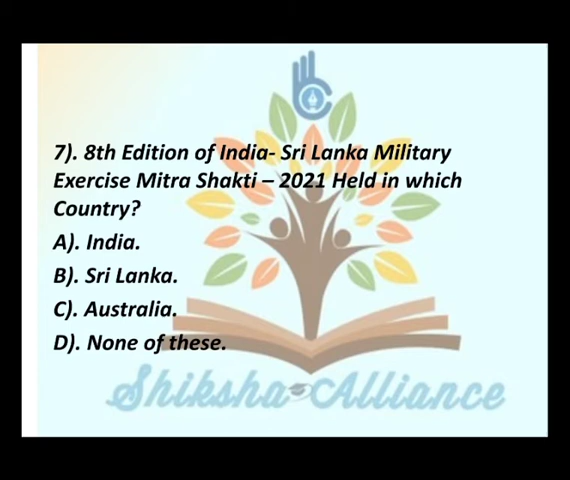 7). 8th Edition of India- Sri Lanka Military
Exercise Mitra Shakti – 2021 Held in which
Country?
A). India.
B). Sri Lanka.
C). Australia.
D). None of these.
Shiksha Alliance